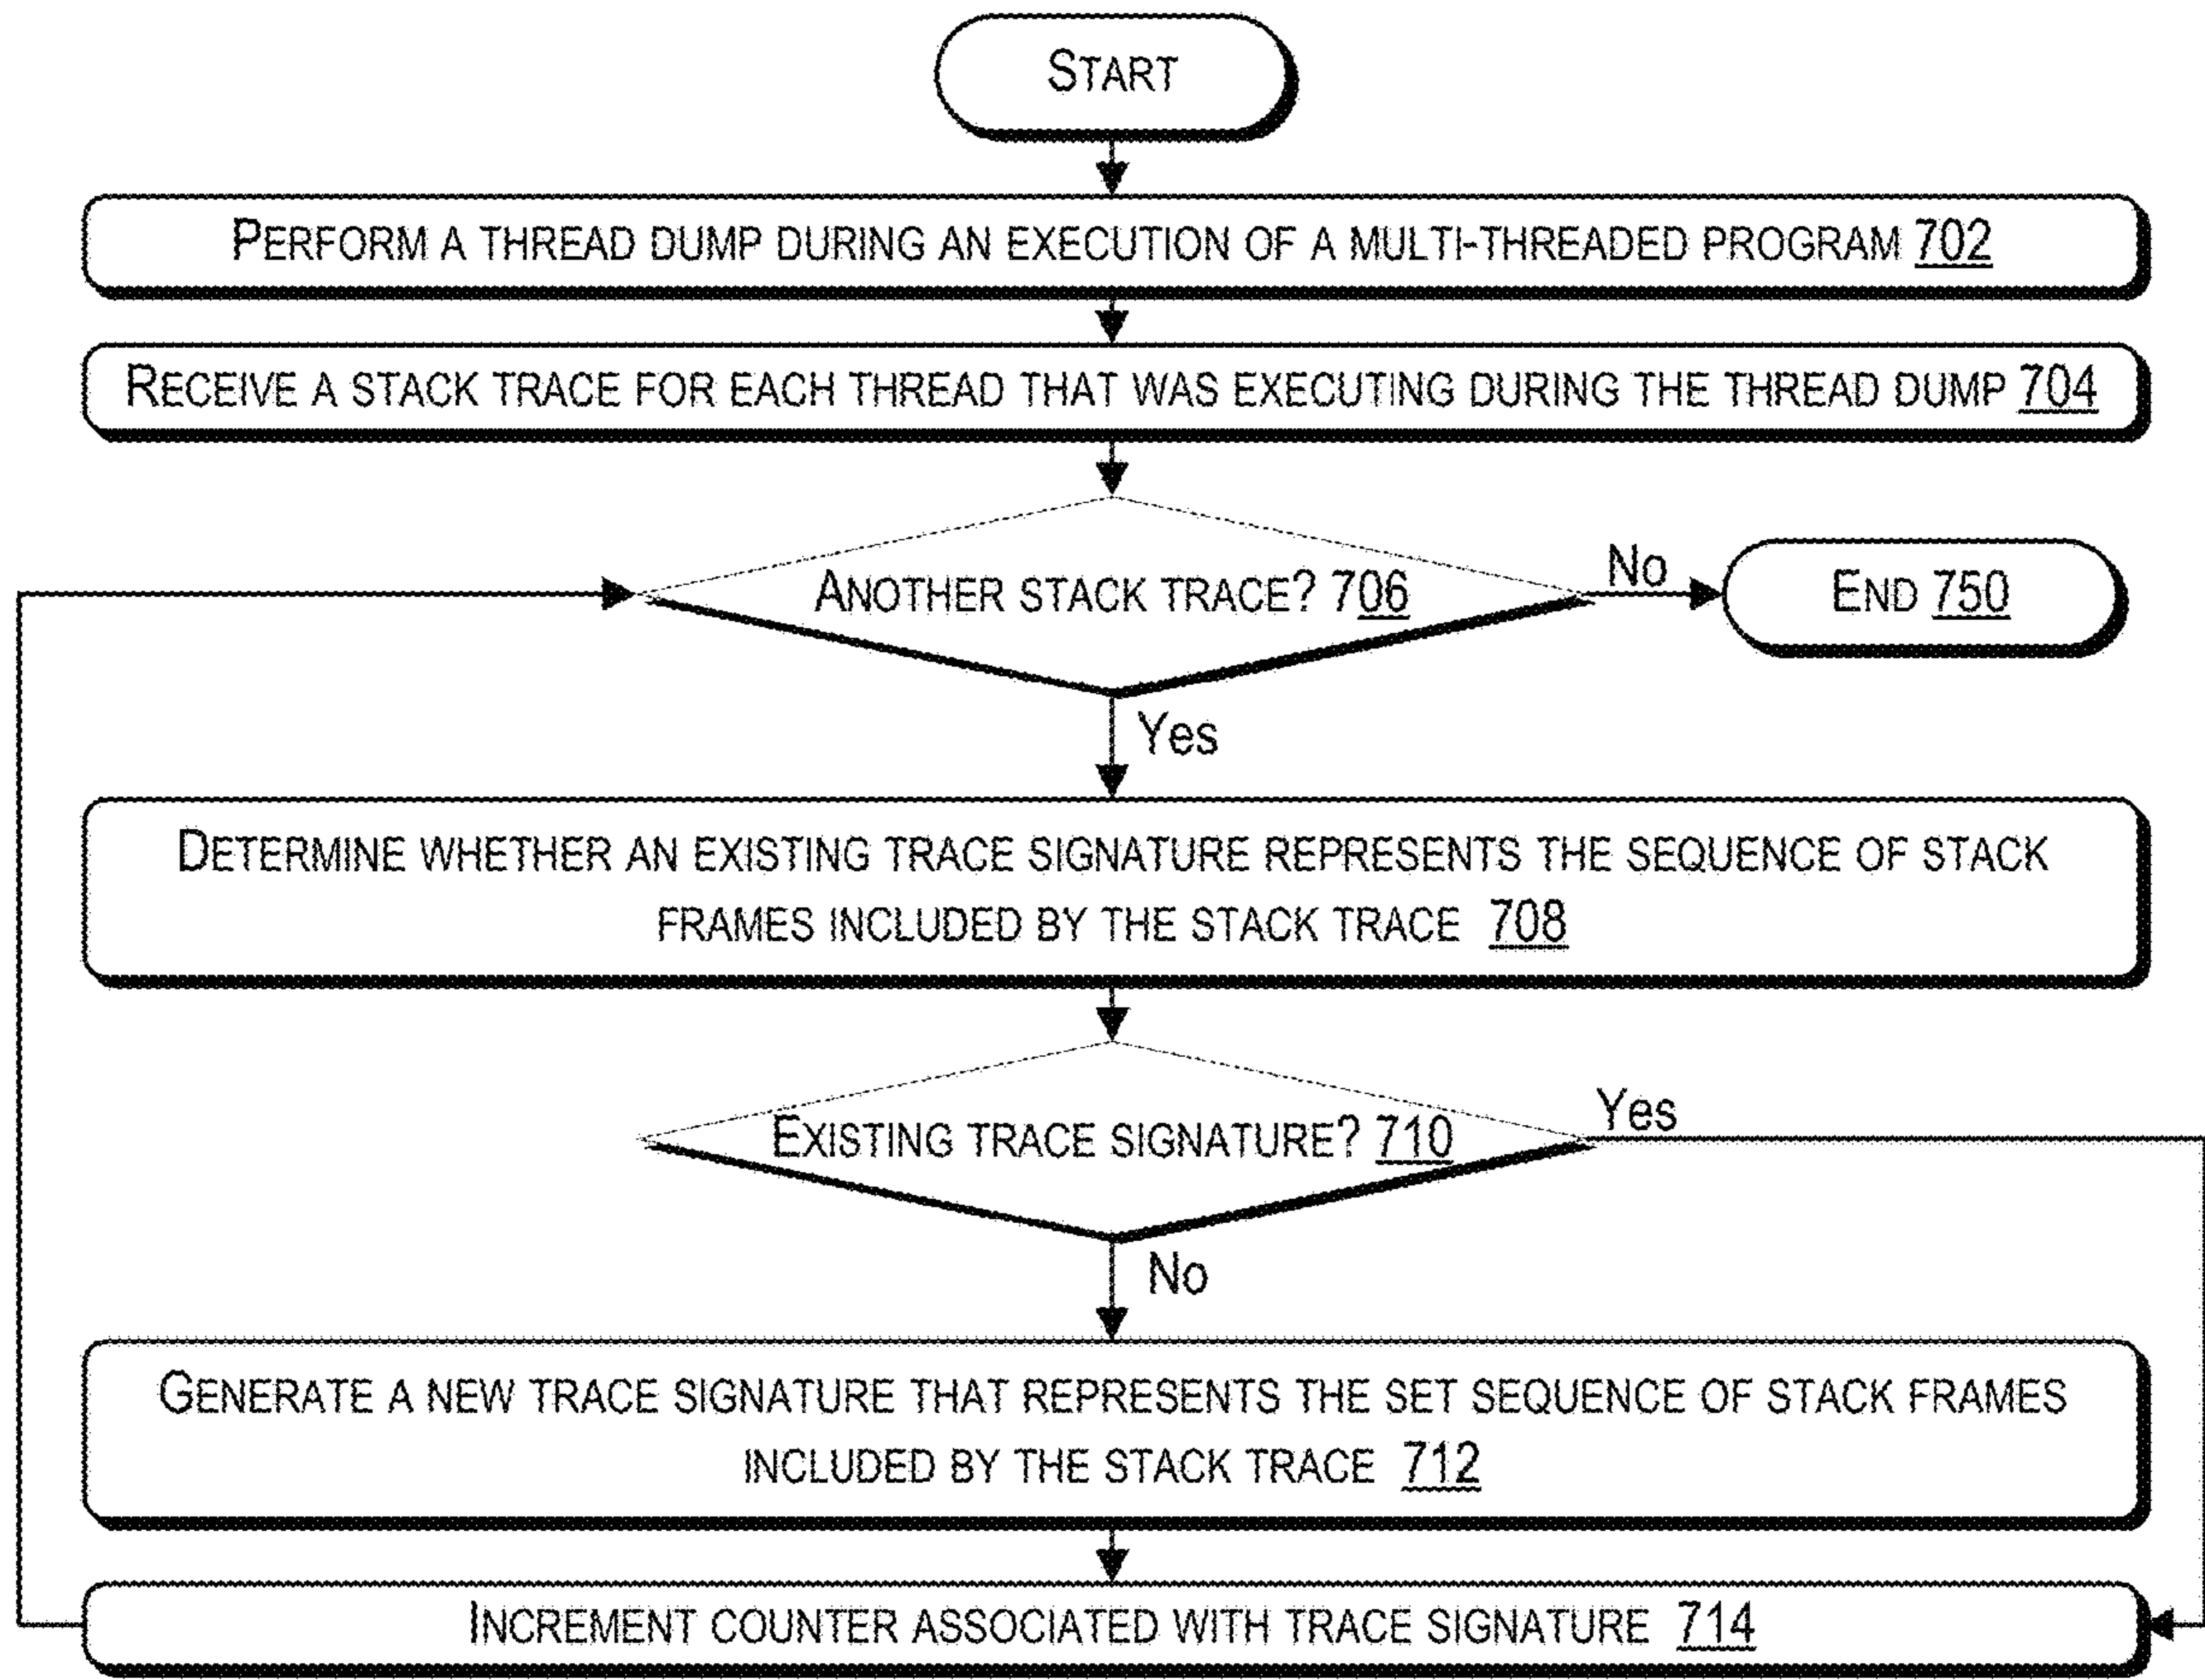 START
PERFORM A THREAD DUMP DURING AN EXECUTION OF A MULTI-THREADED PROGRAM 702
RECEIVE A STACK TRACE FOR EACH THREAD THAT WAS EXECUTING DURING THE THREAD DUMP 704
ANOTHER STACK TRACE? 706
No
END 750
Yes
DETERMINE WHETHER AN EXISTING TRACE SIGNATURE REPRESENTS THE SEQUENCE OF STACK
FRAMES INCLUDED BY THE STACK TRACE 708
EXISTING TRACE SIGNATURE? 710
Yes
No
GENERATE A NEW TRACE SIGNATURE THAT REPRESENTS THE SET SEQUENCE OF STACK FRAMES
INCLUDED BY THE STACK TRACE 712
INCREMENT COUNTER ASSOCIATED WITH TRACE SIGNATURE 714